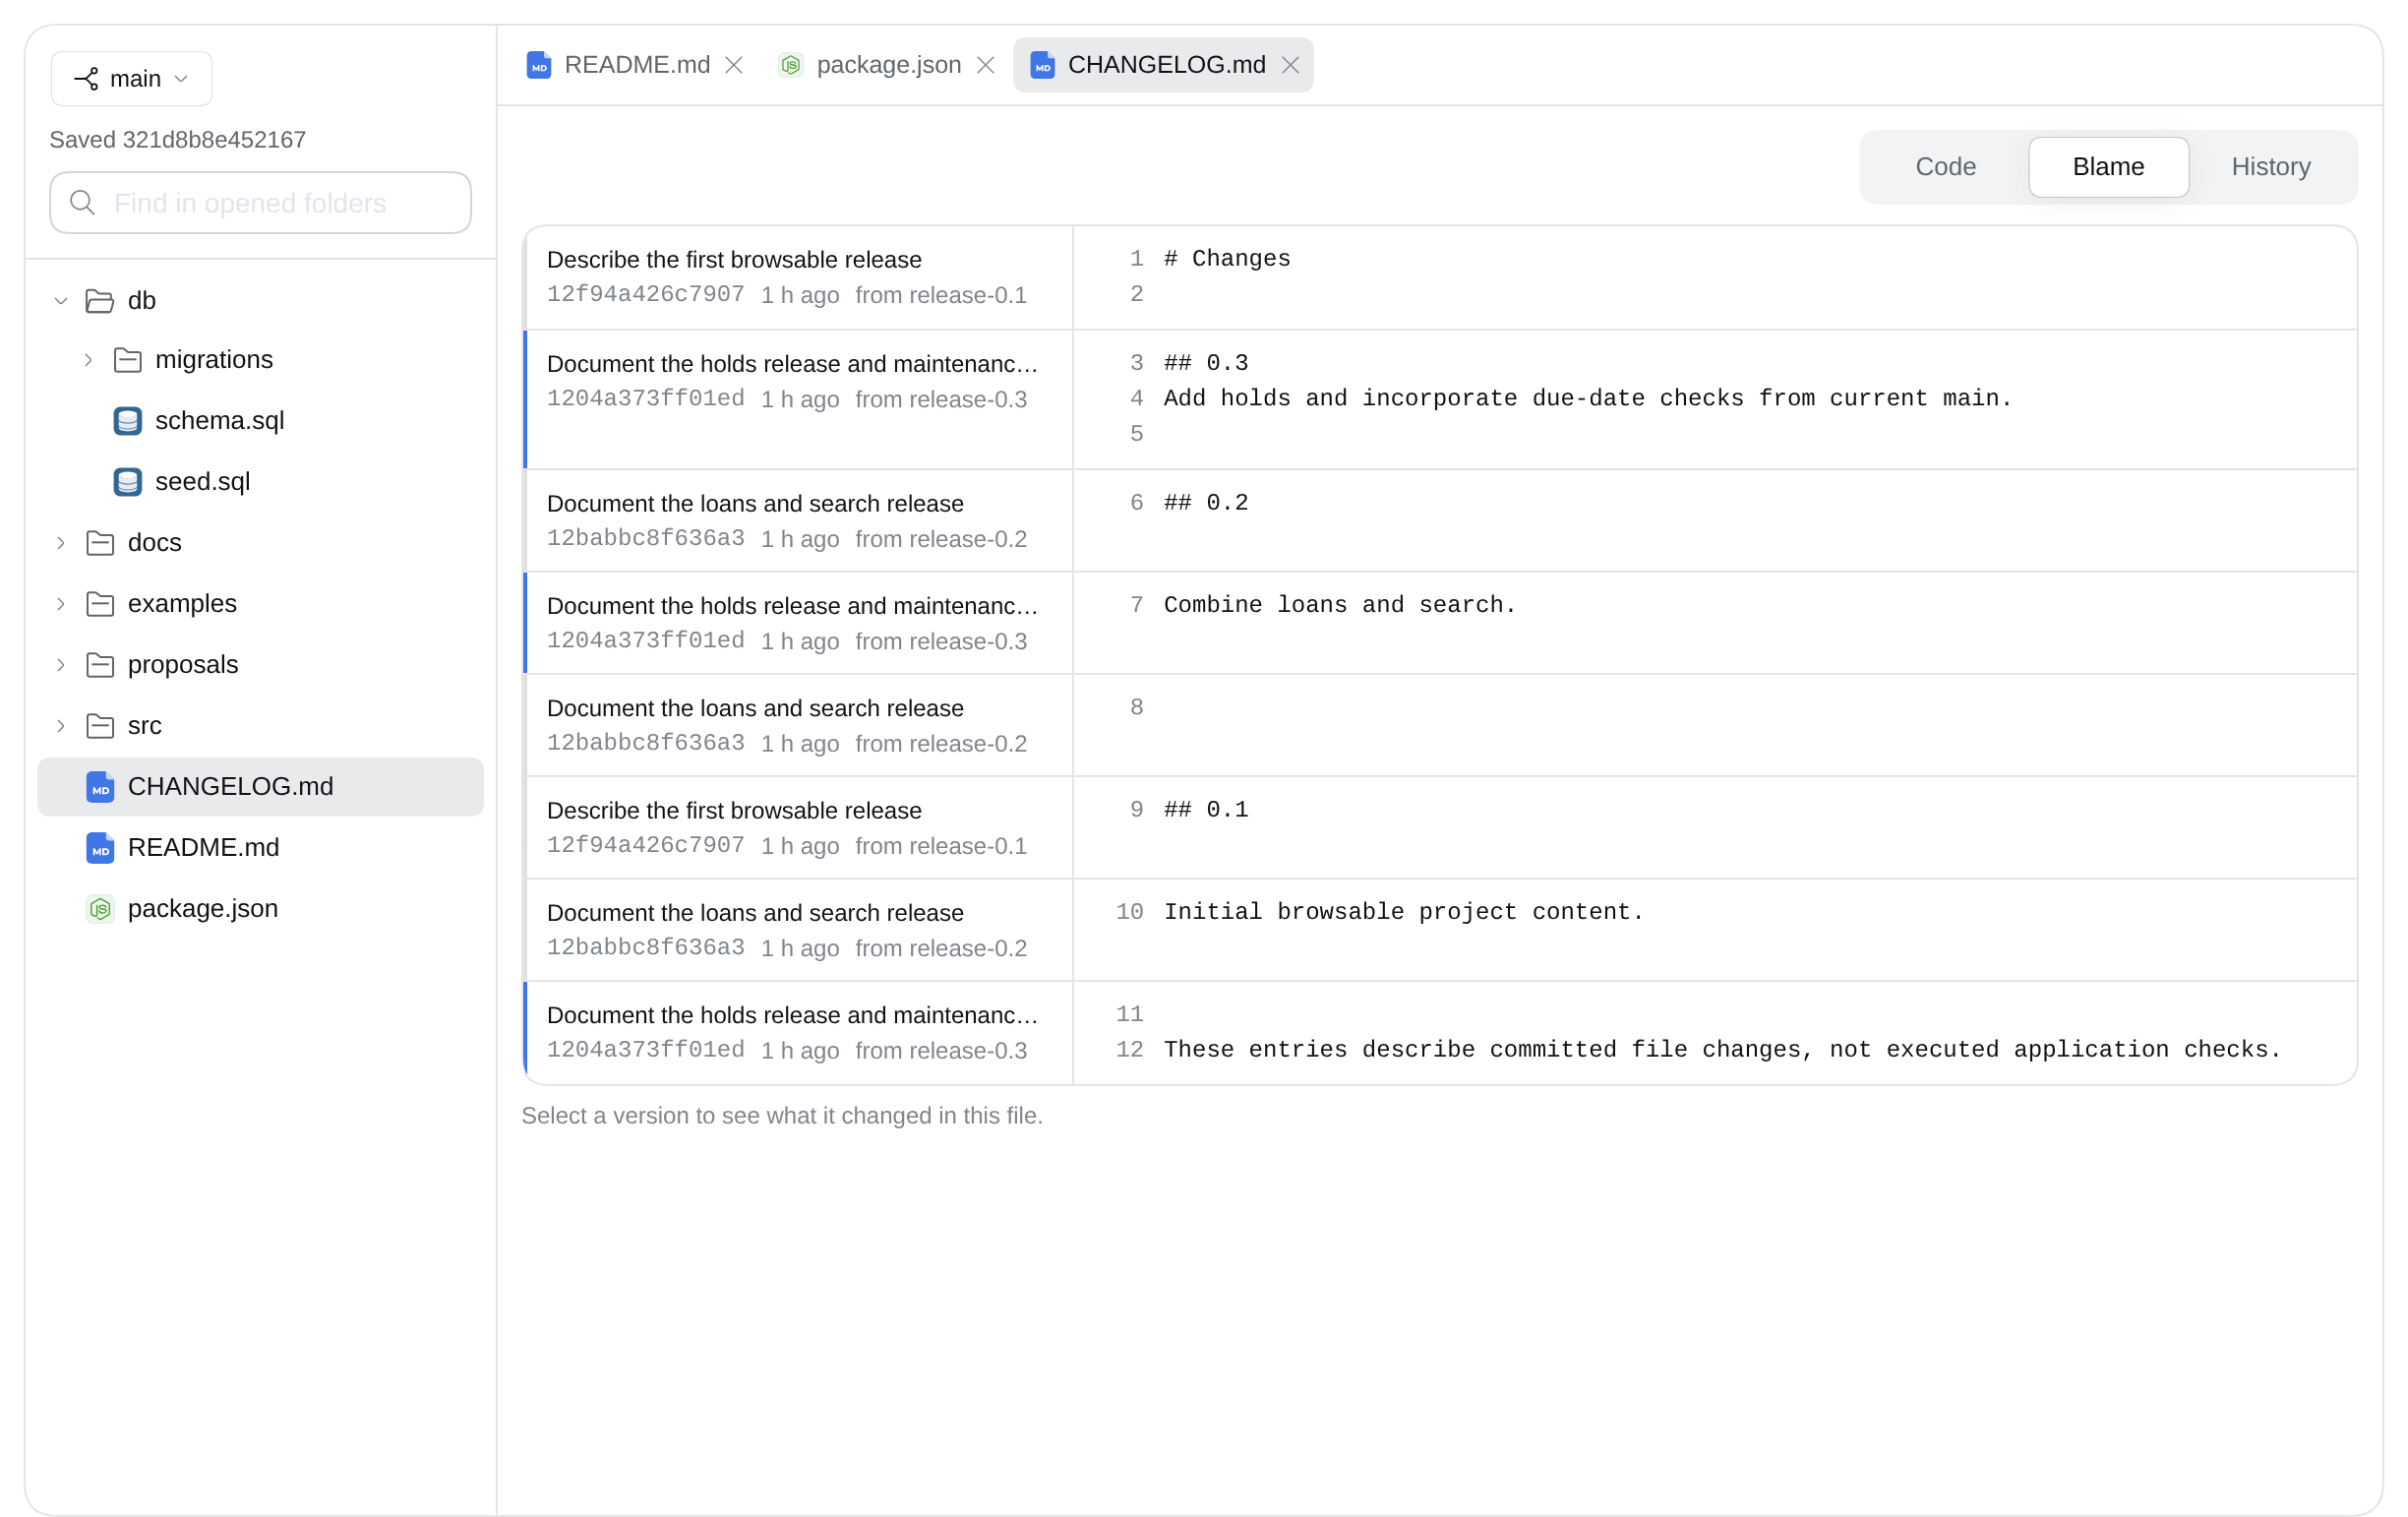 main
Saved 321d8b8e452167
Find in opened folders
db
migrations
schema.sql
seed.sql
docs
examples
proposals
src
CHANGELOG.md
README.md
package.json
README.md package.json CHANGELOG.md
Code Blame History
Describe the first browsable release
12f94a426c7907 1 h ago from release-0.1
1 # Changes
2
Document the holds release and maintenanc…
1204a373ff01ed 1 h ago from release-0.3
3 ## 0.3
4 Add holds and incorporate due-date checks from current main.
5
Document the loans and search release
12babbc8f636a3 1 h ago from release-0.2
6 ## 0.2
Document the holds release and maintenanc…
1204a373ff01ed 1 h ago from release-0.3
7 Combine loans and search.
Document the loans and search release
12babbc8f636a3 1 h ago from release-0.2
8
Describe the first browsable release
12f94a426c7907 1 h ago from release-0.1
9 ## 0.1
Document the loans and search release
12babbc8f636a3 1 h ago from release-0.2
10 Initial browsable project content.
Document the holds release and maintenanc…
1204a373ff01ed 1 h ago from release-0.3
11
12 These entries describe committed file changes, not executed application checks.
Select a version to see what it changed in this file.